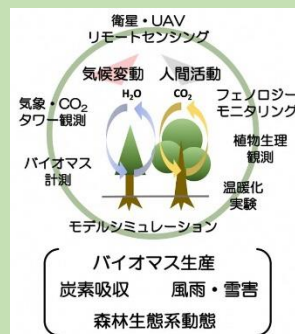 衛星・UAV
リモートセンシング
気候変動 人間活動
H₂O CO₂
気象・CO₂
タワー観測
フェノロジー
モニタリング
植物生理
観測
バイオマス
計測
温暖化
実験
モデルシミュレーション
バイオマス生産
炭素吸収 風雨・雪害
森林生態系動態